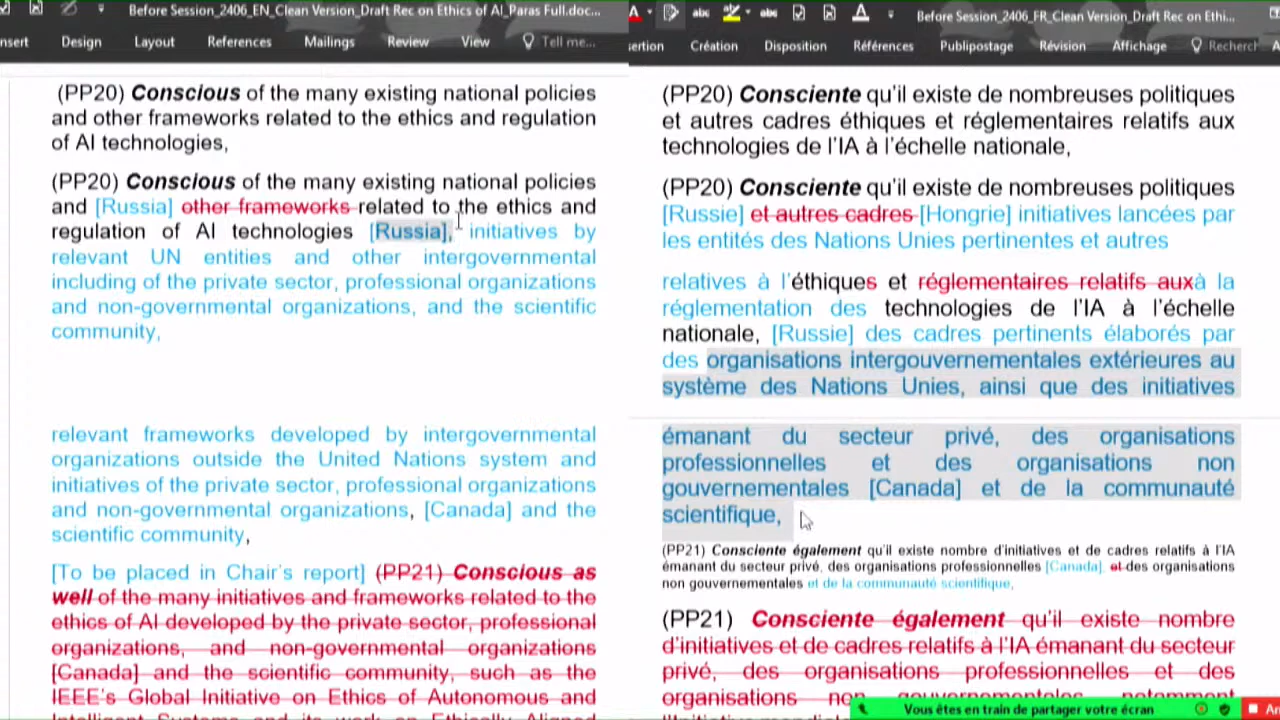 Before Session_2406_EN_Clean Version_Draft Rec on Ethics of AI_Paras Full.doc...
nsert Design Layout References Mailings Review View Tell me...
(PP20) Conscious of the many existing national policies
and other frameworks related to the ethics and regulation
of AI technologies,
(PP20) Conscious of the many existing national policies
and [Russia] other frameworks related to the ethics and
regulation of AI technologies [Russia], initiatives by
relevant UN entities and other intergovernmental
including of the private sector, professional organizations
and non-governmental organizations, and the scientific
community,
relevant frameworks developed by intergovernmental
organizations outside the United Nations system and
initiatives of the private sector, professional organizations
and non-governmental organizations, [Canada] and the
scientific community,
[To be placed in Chair's report] (PP21) Conscious as
well of the many initiatives and frameworks related to the
ethics of AI developed by the private sector, professional
organizations, and non-governmental organizations
[Canada] and the scientific community, such as the
IEEE's Global Initiative on Ethics of Autonomous and
Before Session_2406_FR_Clean Version_Draft Rec on Ethi...
sertion Création Disposition Références Publipostage Révision Affichage Recherc
(PP20) Consciente qu'il existe de nombreuses politiques
et autres cadres éthiques et réglementaires relatifs aux
technologies de l'IA à l'échelle nationale,
(PP20) Consciente qu'il existe de nombreuses politiques
[Russie] et autres cadres [Hongrie] initiatives lancées par
les entités des Nations Unies pertinentes et autres
relatives à l'éthiques et réglementaires relatifs auxà la
réglementation des technologies de l'IA à l'échelle
nationale, [Russie] des cadres pertinents élaborés par
des organisations intergouvernementales extérieures au
système des Nations Unies, ainsi que des initiatives
émanant du secteur privé, des organisations
professionnelles et des organisations non
gouvernementales [Canada] et de la communauté
scientifique,
(PP21) Consciente également qu'il existe nombre d'initiatives et de cadres relatifs à l'IA
émanant du secteur privé, des organisations professionnelles [Canada], et des organisations
non gouvernementales et de la communauté scientifique,
(PP21) Consciente également qu'il existe nombre
d'initiatives et de cadres relatifs à l'IA émanant du secteur
privé, des organisations professionnelles et des
organisations non gouvernementales, notamment
Vous êtes en train de partager votre écran